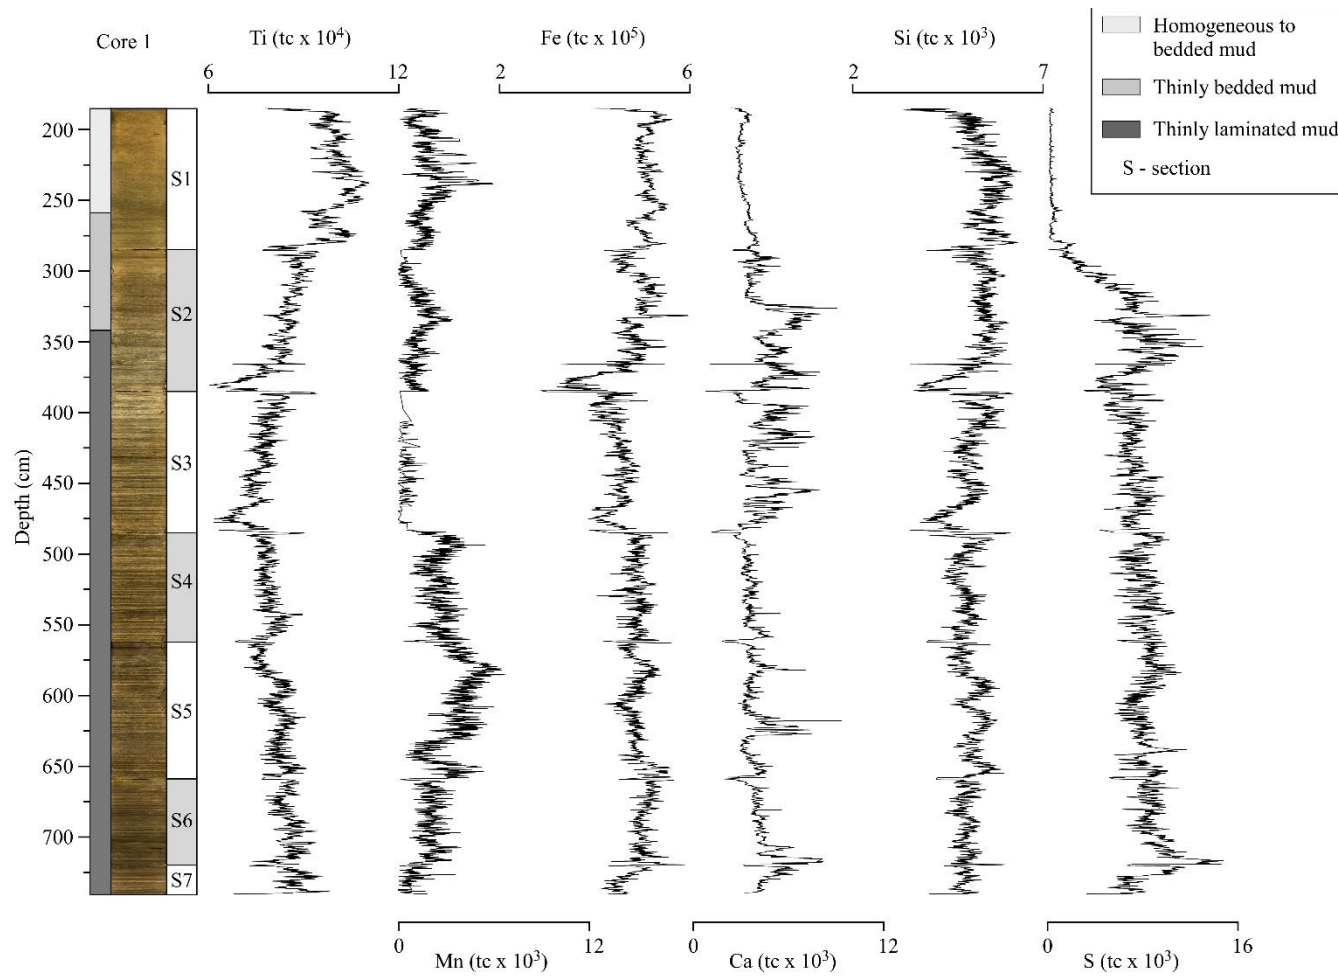 Core 1
Ti (tc x 10⁴)
Fe (tc x 10⁵)
Si (tc x 10³)
6
12
2
6
2
7
Homogeneous to
bedded mud
Thinly bedded mud
Thinly laminated mud
S - section
Depth (cm)
200
250
300
350
400
450
500
550
600
650
700
S1
S2
S3
S4
S5
S6
S7
0
12
0
12
0
16
Mn (tc x 10³)
Ca (tc x 10³)
S (tc x 10³)